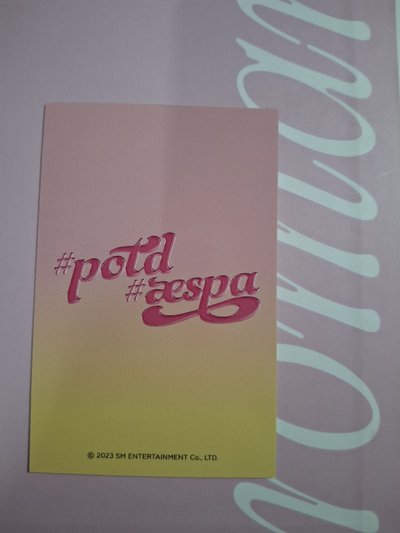 #potd
#æspa
© 2023 SM ENTERTAINMENT Co., LTD.